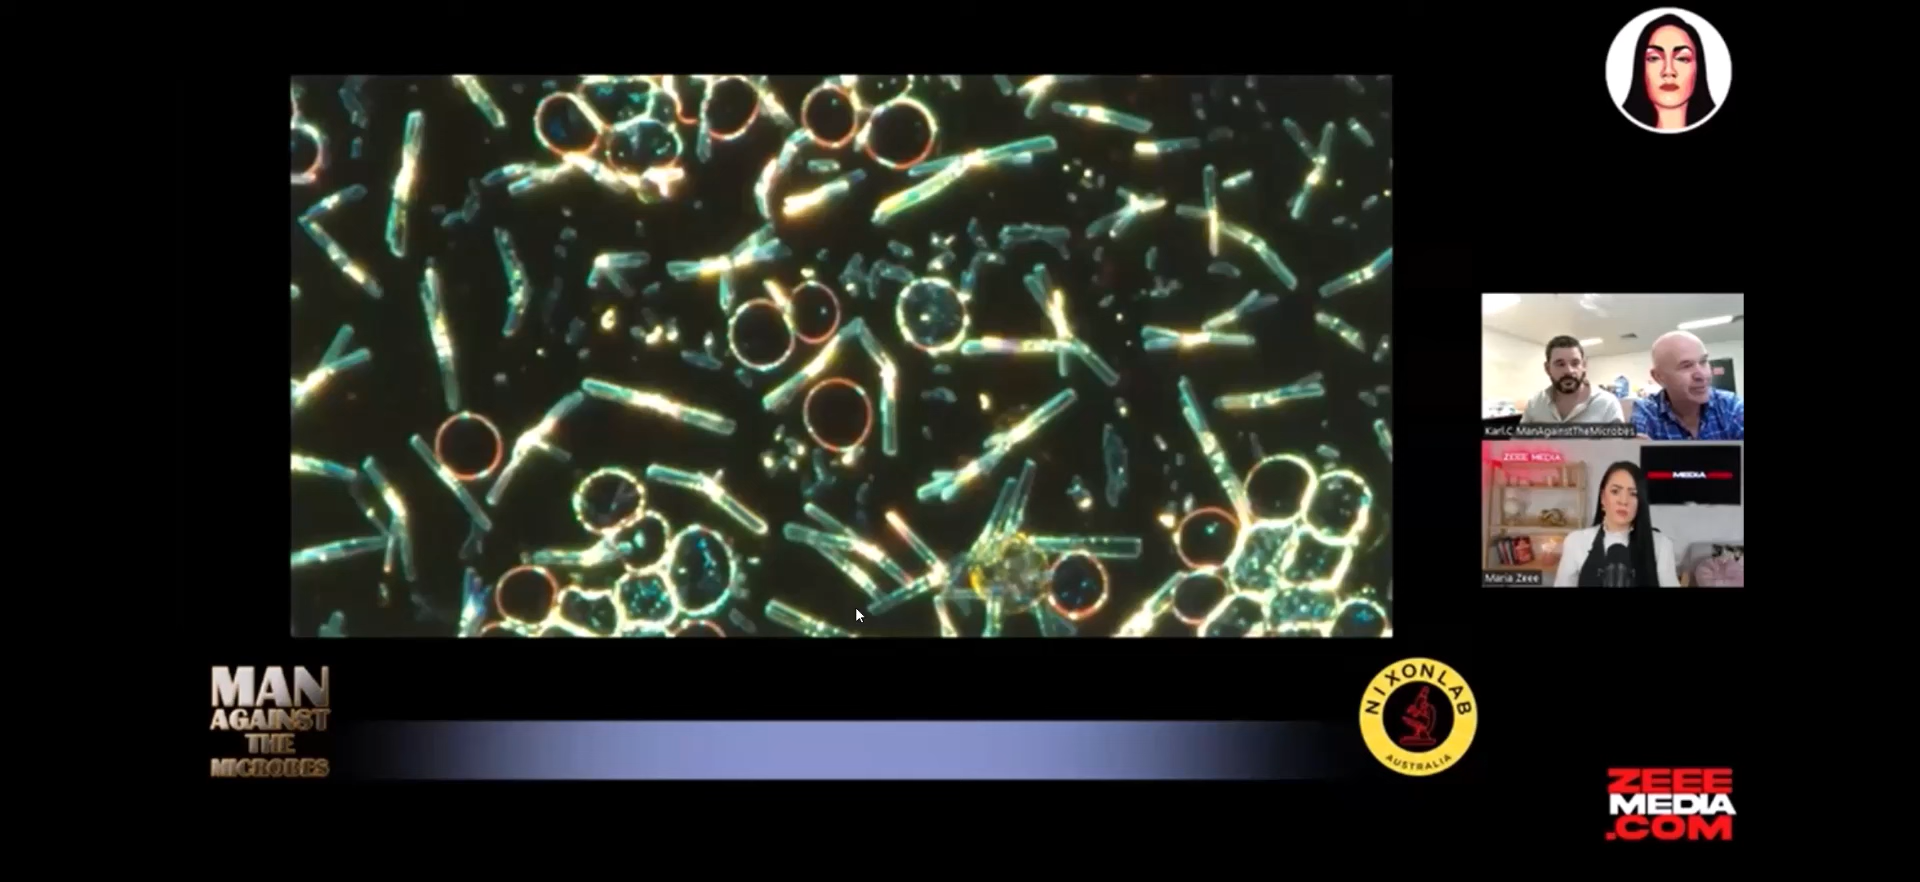 Karl.C ManAgainstTheMicrobes
ZEEE MEDIA
MEDIA
Maria Zeee
MAN
AGAINST
THE
MICROBES
NIXONLAB
AUSTRALIA
ZEEE
MEDIA
.COM